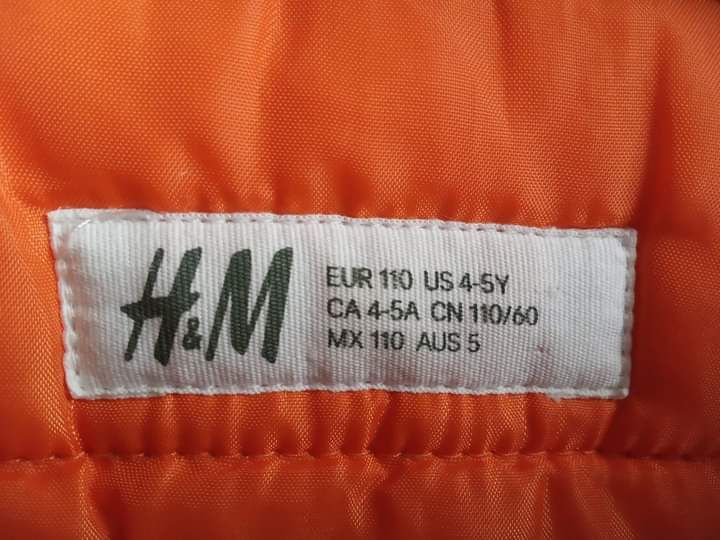 H&M
EUR 110 US 4-5Y
CA 4-5A CN 110/60
MX 110 AUS 5